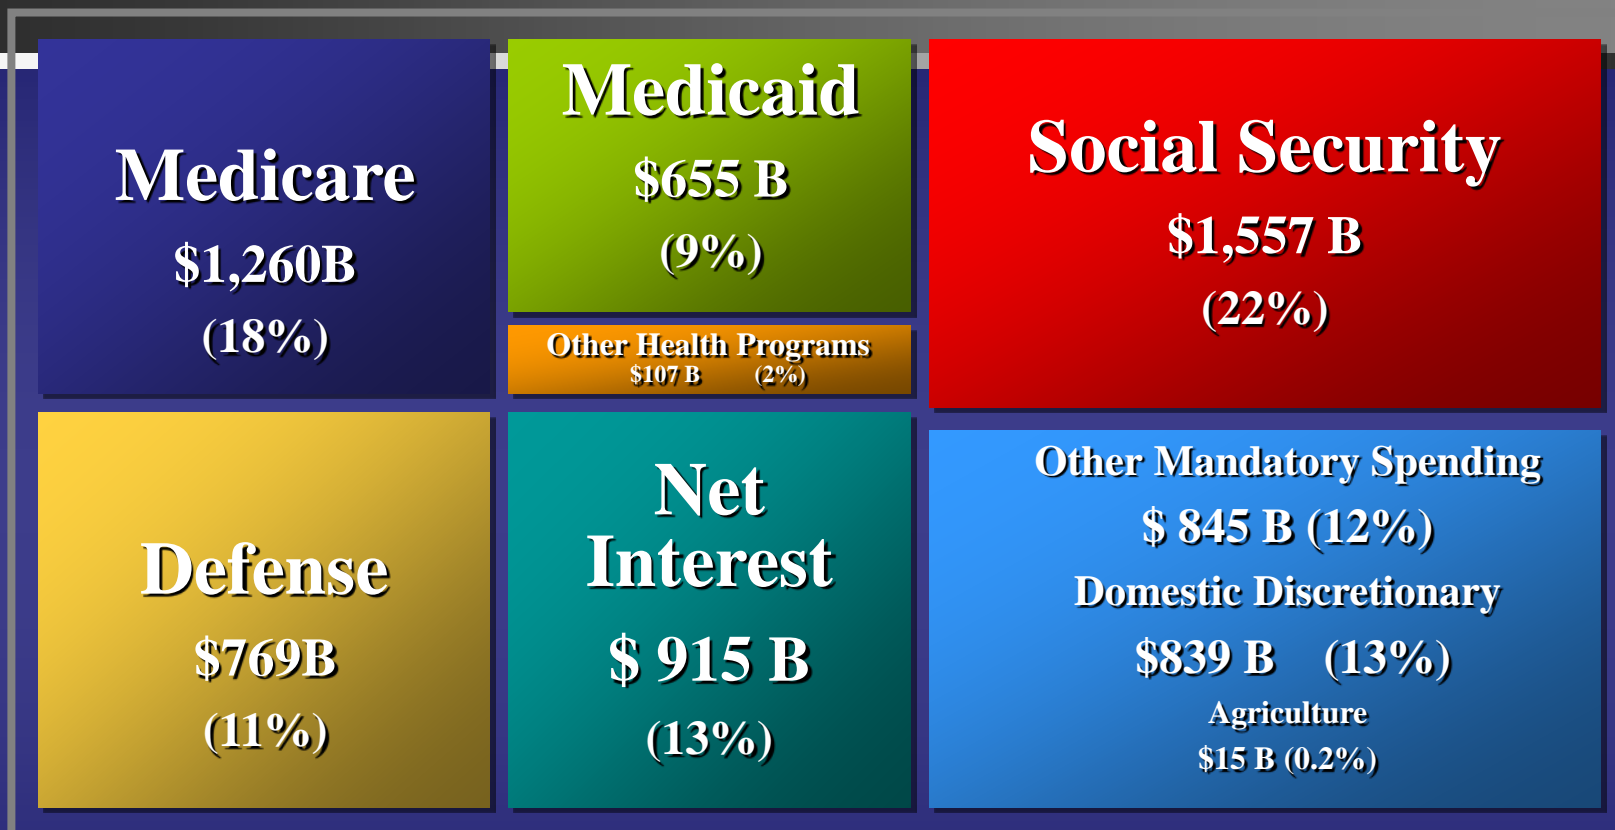 Medicare
$1,260B
(18%)
Medicaid
$655 B
(9%)
Other Health Programs
$107 B (2%)
Social Security
$1,557 B
(22%)
Defense
$769B
(11%)
Net
Interest
$ 915 B
(13%)
Other Mandatory Spending
$ 845 B (12%)
Domestic Discretionary
$839 B (13%)
Agriculture
$15 B (0.2%)